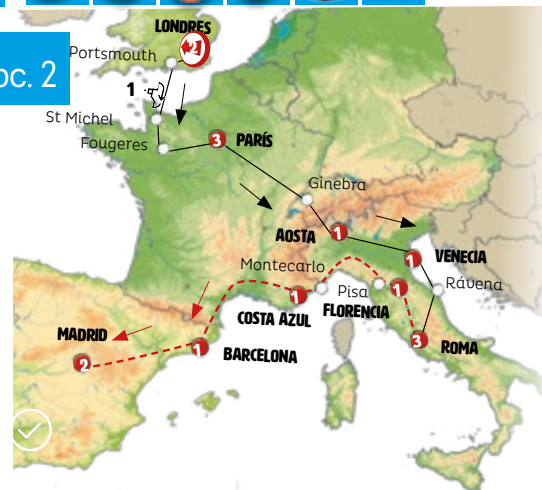 LONDRES
2
Portsmouth
oc. 2
1
St Michel
Fougeres
3 PARÍS
Ginebra
AOSTA 1
1 VENECIA
Montecarlo
Rávena
Pisa
1
1
COSTA AZUL
FLORENCIA
MADRID
2
1
BARCELONA
3
ROMA